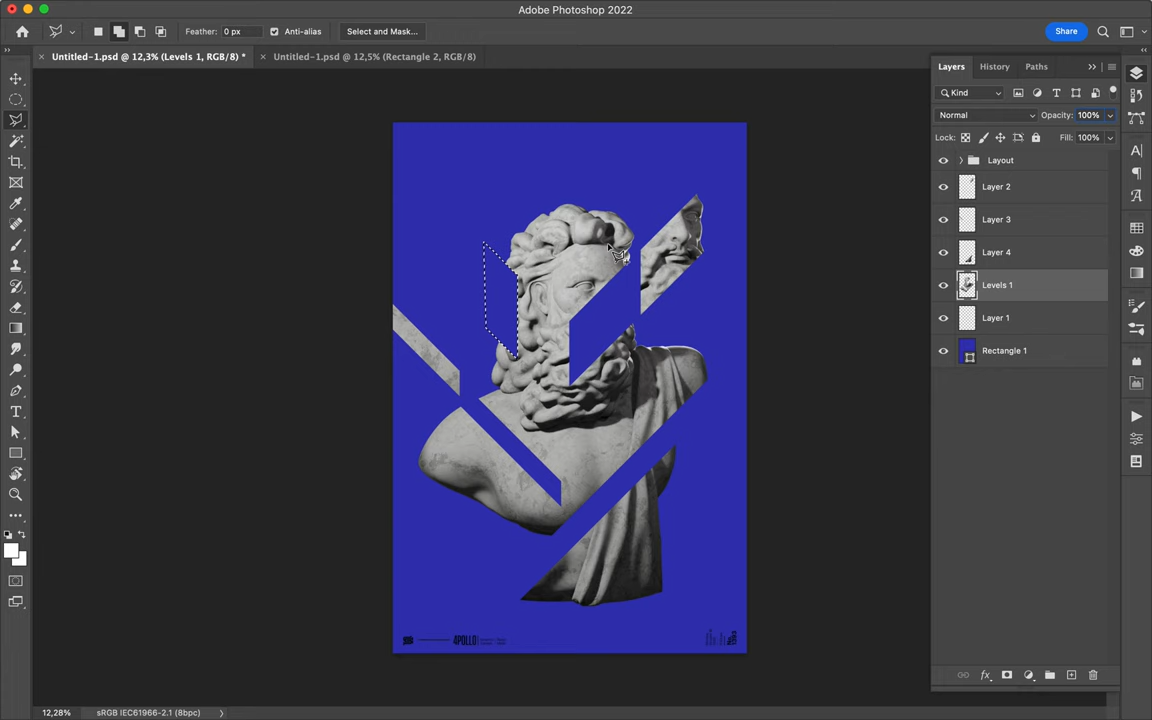 Adobe Photoshop 2022
Feather: 0 px
Anti-alias
Select and Mask...
Share
Untitled-1.psd @ 12,3% (Levels 1, RGB/8) *
Untitled-1.psd @ 12,5% (Rectangle 2, RGB/8)
Layers
History
Paths
Kind
Normal
Opacity: 100%
Lock:
Fill: 100%
Layout
Layer 2
Layer 3
Layer 4
Levels 1
Layer 1
Rectangle 1
4POLLO
12,28%
sRGB IEC61966-2.1 (8bpc)